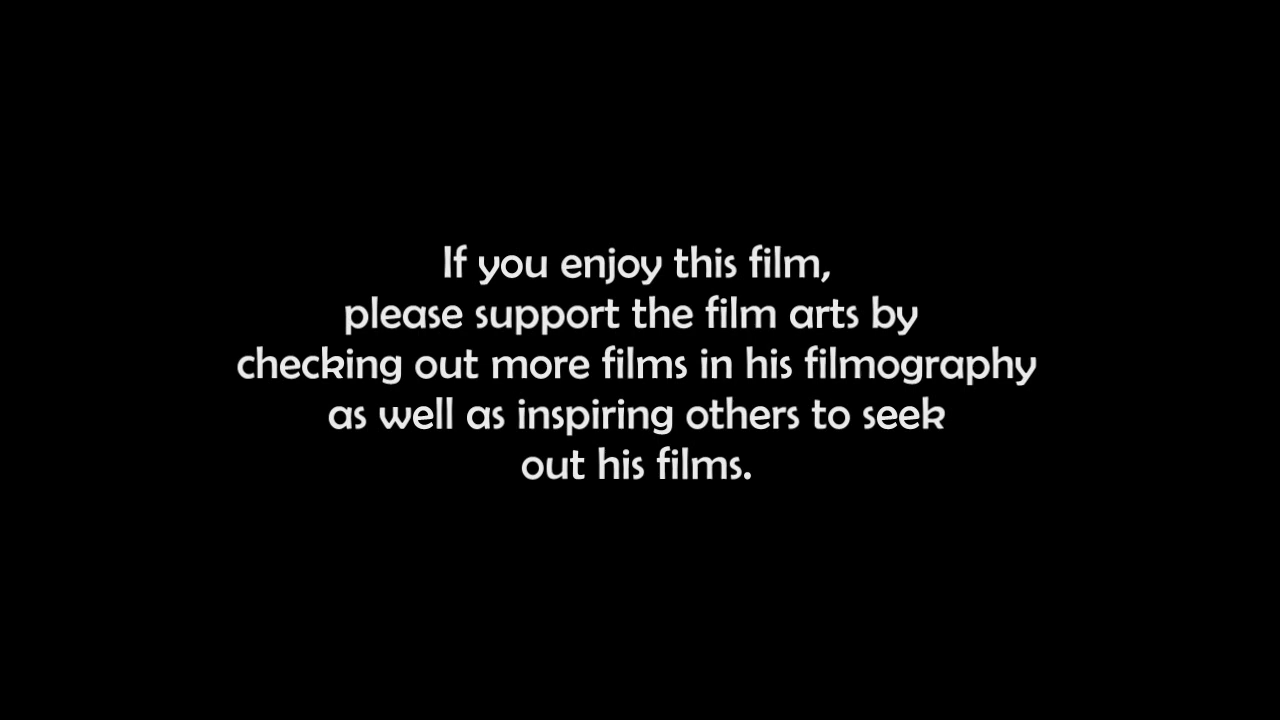 If you enjoy this film,
please support the film arts by
checking out more films in his filmography
as well as inspiring others to seek
out his films.